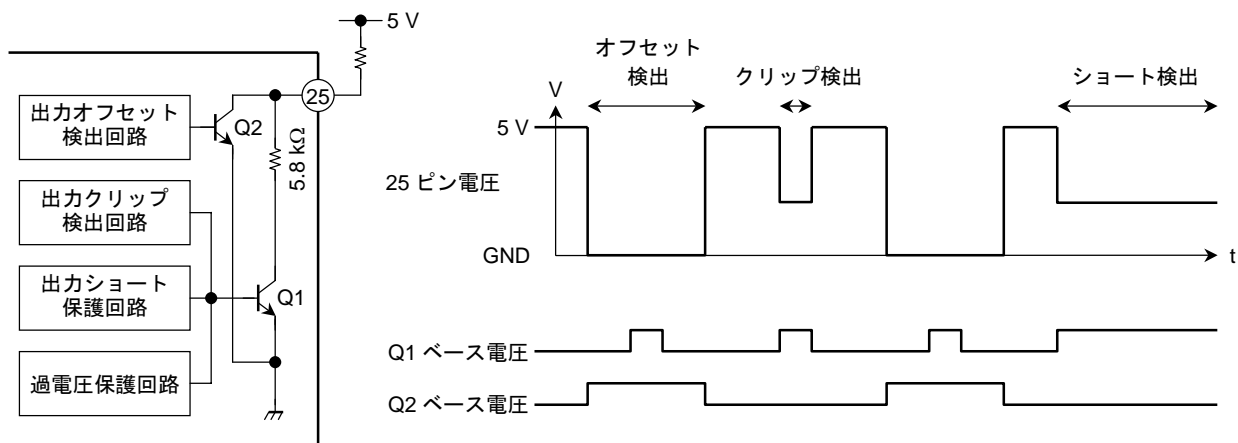 5 V
25
出力オフセット
検出回路
Q2
5.8 kΩ
出力クリップ
検出回路
出力ショート
保護回路
Q1
過電圧保護回路
オフセット
検出
クリップ検出
ショート検出
V
5 V
25 ピン電圧
GND
t
Q1 ベース電圧
Q2 ベース電圧